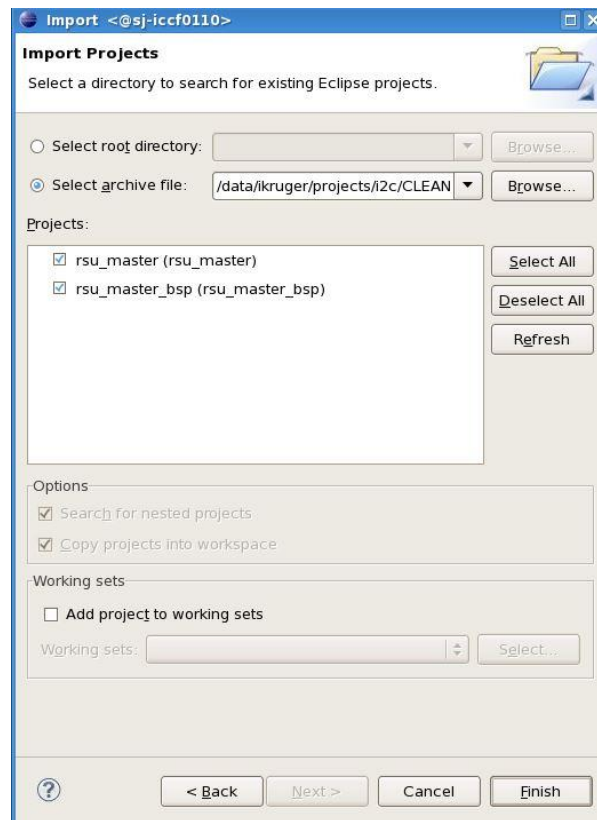 Import <@sj-iccf0110>
Import Projects
Select a directory to search for existing Eclipse projects.
Select root directory:
Browse...
Select archive file:
/data/ikruger/projects/i2c/CLEAN
Browse...
Projects:
rsu_master (rsu_master)
Select All
rsu_master_bsp (rsu_master_bsp)
Deselect All
Refresh
Options
Search for nested projects
Copy projects into workspace
Working sets
Add project to working sets
Working sets:
Select...
?
< Back
Next >
Cancel
Finish